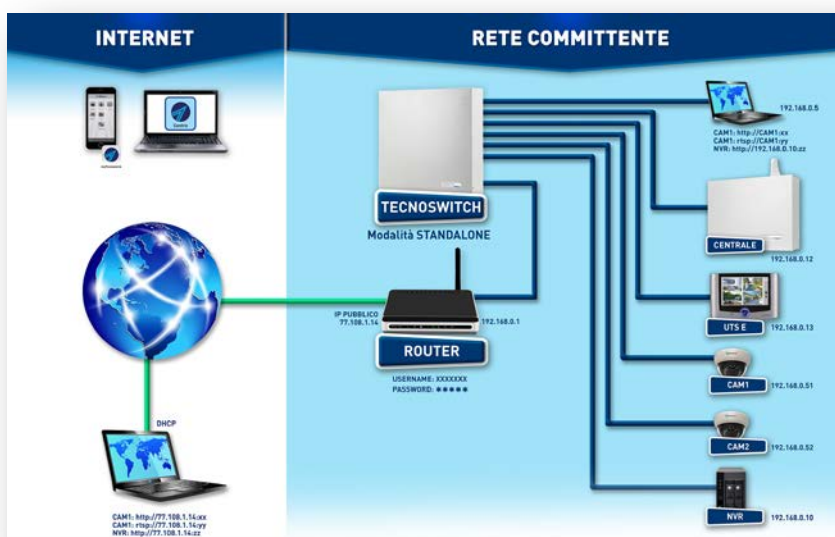 INTERNET
RETE COMMITTENTE
TECNOSWITCH
Modalità STANDALONE
IP PUBBLICO
77.108.1.14
192.168.0.1
ROUTER
USERNAME: XXXXXXX
PASSWORD: *****
DHCP
CAM1: http://77.108.1.14:xx
CAM1: rtsp://77.108.1.14:yy
NVR: http://77.108.1.14:zz
192.168.0.5
CAM1: http://CAM1:xx
CAM1: rtsp://CAM1:yy
NVR: http://192.168.0.10:zz
CENTRALE
192.168.0.12
UTS E
192.168.0.13
CAM1
192.168.0.51
CAM2
192.168.0.52
NVR
192.168.0.10